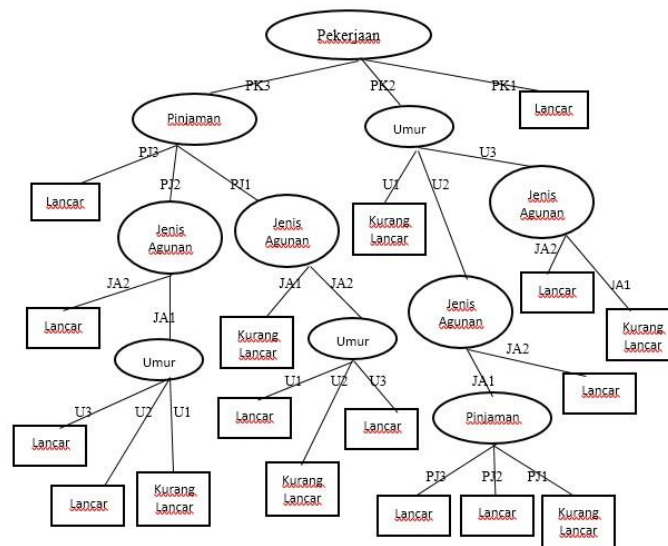 Pekerjaan
PK3
PK2
PK1
Pinjaman
Umur
Lancar
PJ3
PJ2
PJ1
U1
U2
U3
Lancar
Jenis
Agunan
Jenis
Agunan
Kurang
Lancar
Jenis
Agunan
JA2
JA1
JA1
JA2
Jenis
Agunan
JA2
JA1
Lancar
Kurang
Lancar
Lancar
Umur
Kurang
Lancar
Umur
JA1
JA2
U3
U2
U1
U1
U2
U3
Pinjaman
Lancar
Lancar
Lancar
Kurang
Lancar
Lancar
Kurang
Lancar
Lancar
PJ3
PJ2
PJ1
Lancar
Lancar
Kurang
Lancar